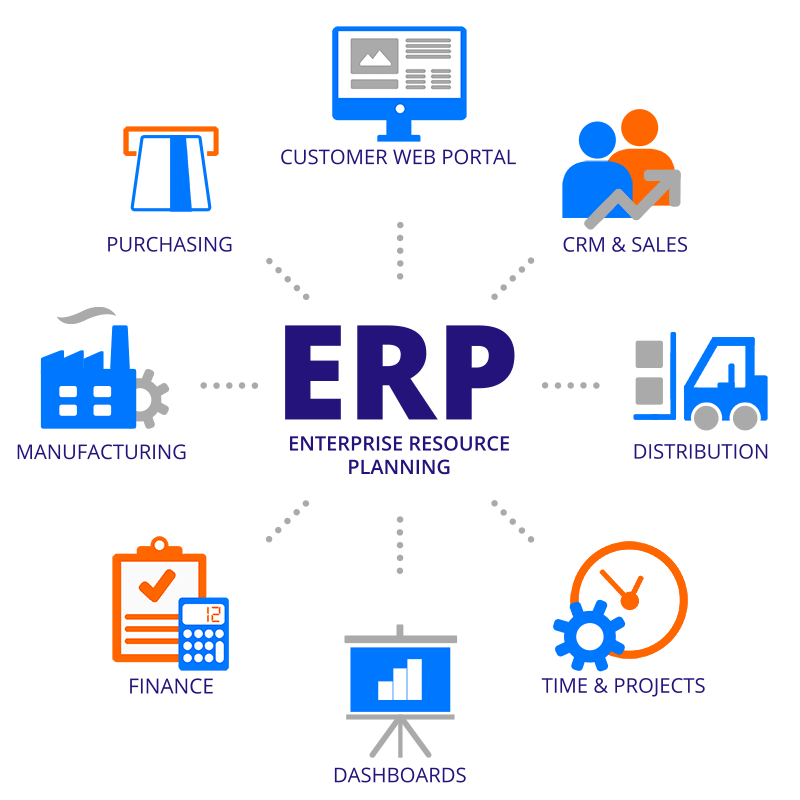 CUSTOMER WEB PORTAL
PURCHASING
CRM & SALES
ERP
ENTERPRISE RESOURCE
PLANNING
MANUFACTURING
DISTRIBUTION
12
FINANCE
TIME & PROJECTS
DASHBOARDS